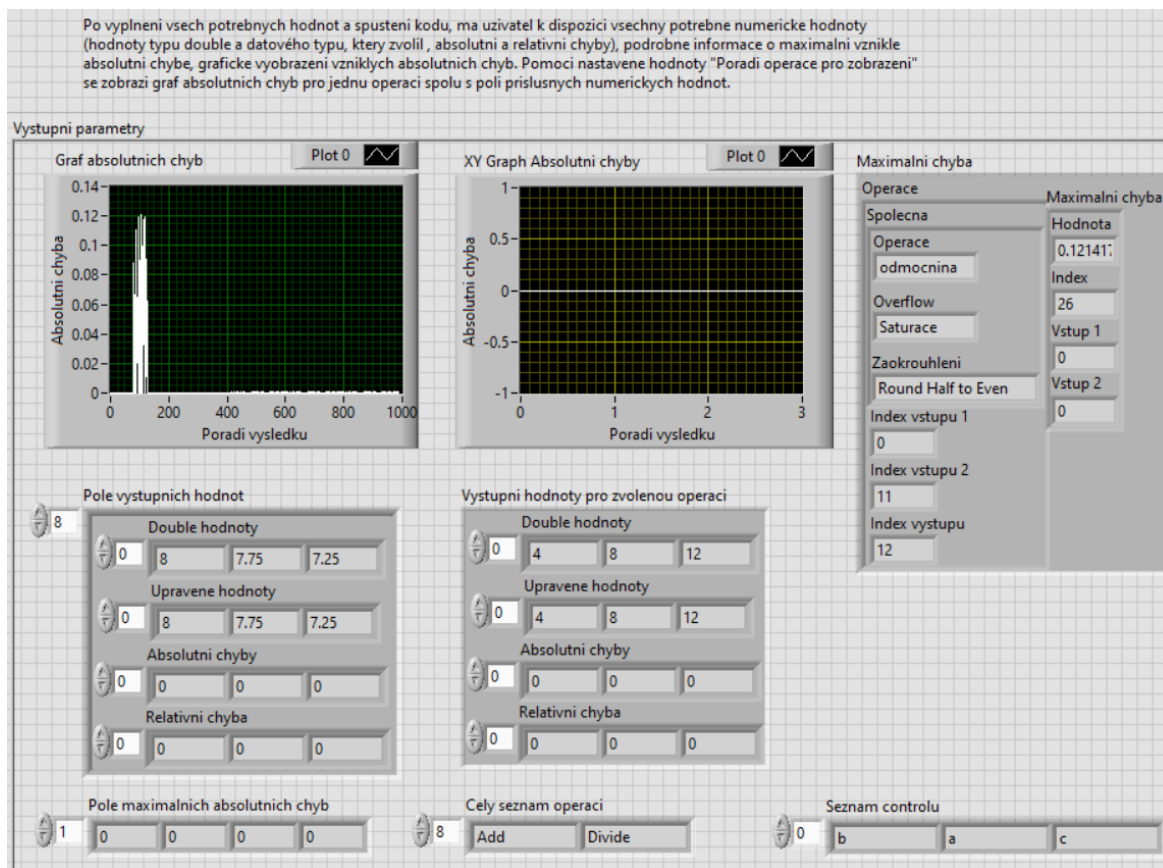 Po vyplneni vsech potrebnych hodnot a spusteni kodu, ma uzivatel k dispozici vsechny potrebne numericke hodnoty
(hodnoty typu double a datového typu, ktery zvolil , absolutni a relativni chyby), podrobne informace o maximalni vznikle
absolutni chybe, graficke vyobrazeni vzniklych absolutnich chyb. Pomoci nastavene hodnoty "Poradi operace pro zobrazeni"
se zobrazi graf absolutnich chyb pro jednu operaci spolu s poli prislusnych numerickych hodnot.
Vystupni parametry
Graf absolutnich chyb
Plot 0
Absolutni chyba
0.14
0.12
0.1
0.08
0.06
0.04
0.02
0
0 200 400 600 800 1000
Poradi vysledku
XY Graph Absolutni chyby
Plot 0
Absolutni chyba
1
0.5
0
-0.5
-1
0 1 2 3
Poradi vysledku
Maximalni chyba
Operace
Spolecna
Operace
odmocnina
Overflow
Saturace
Zaokrouhleni
Round Half to Even
Index vstupu 1
0
Index vstupu 2
11
Index vystupu
12
Maximalni chyba
Hodnota
0.121417
Index
26
Vstup 1
0
Vstup 2
0
Pole vystupnich hodnot
8
Double hodnoty
0 8 7.75 7.25
Upravene hodnoty
0 8 7.75 7.25
Absolutni chyby
0 0 0 0
Relativni chyba
0 0 0 0
Vystupni hodnoty pro zvolenou operaci
Double hodnoty
0 4 8 12
Upravene hodnoty
0 4 8 12
Absolutni chyby
0 0 0 0
Relativni chyba
0 0 0 0
Pole maximalnich absolutnich chyb
1 0 0 0 0
Cely seznam operaci
8 Add Divide
Seznam controlu
0 b a c